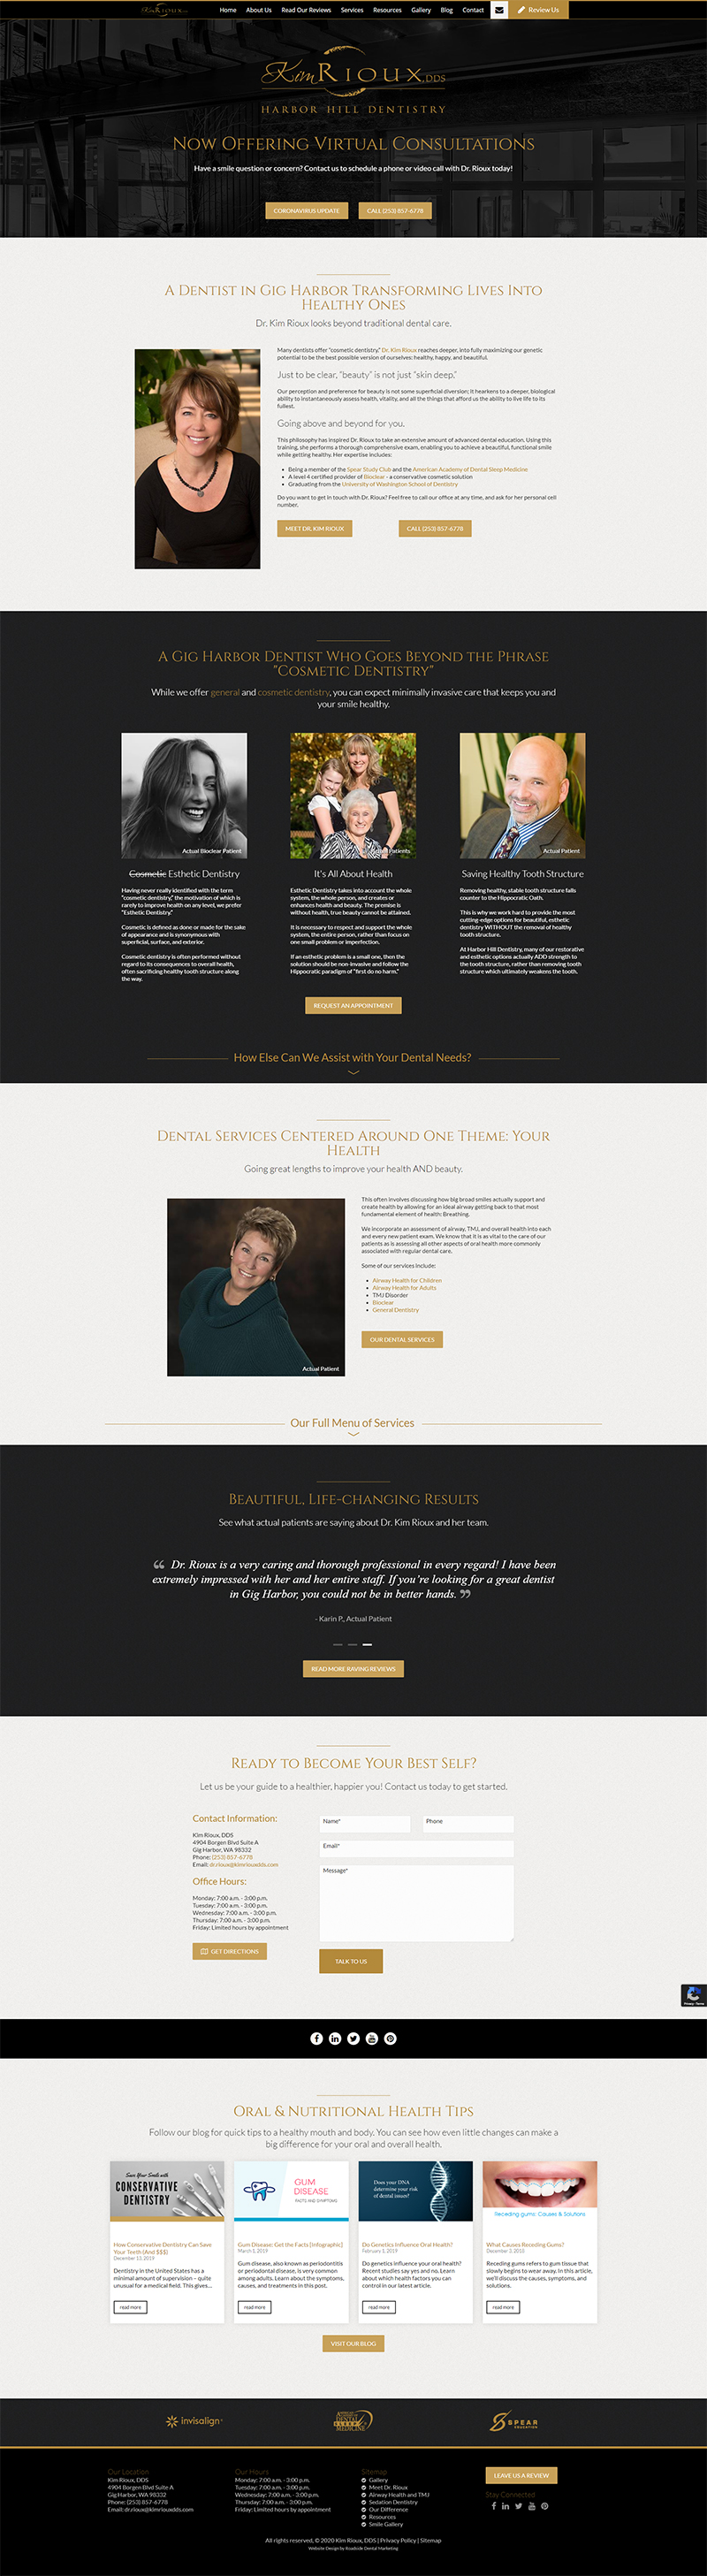 Kim RIOUX, DDS
Home About Us Read Our Reviews Services Resources Gallery Blog Contact Review Us
Kim RIOUX, DDS
HARBOR HILL DENTISTRY
NOW OFFERING VIRTUAL CONSULTATIONS
Have a smile question or concern? Contact us to schedule a phone or video call with Dr. Rioux today!
CORONAVIRUS UPDATE CALL (253) 857-6778
A DENTIST IN GIG HARBOR TRANSFORMING LIVES INTO
HEALTHY ONES
Dr. Kim Rioux looks beyond traditional dental care.
Many dentists offer "cosmetic dentistry," Dr. Kim Rioux reaches deeper, into fully maximizing our genetic
potential to be the best possible version of ourselves: healthy, happy, and beautiful.
Just to be clear, "beauty" is not just "skin deep."
Our perception and preference for beauty is not some superficial diversion; it hearkens to a deeper, biological
ability to instantaneously assess health, vitality, and all the things that afford us the ability to live life to its
fullest.
Going above and beyond for you.
This philosophy has inspired Dr. Rioux to take an extensive amount of advanced dental education. Using this
training, she performs a thorough comprehensive exam, enabling you to achieve a beautiful, functional smile
while getting healthy. Her expertise includes:
• Being a member of the Spear Study Club and the American Academy of Dental Sleep Medicine
• A level 4 certified provider of Bioclear - a conservative cosmetic solution
• Graduating from the University of Washington School of Dentistry
Do you want to get in touch with Dr. Rioux? Feel free to call our office at any time, and ask for her personal cell
number.
MEET DR. KIM RIOUX CALL (253) 857-6778
A GIG HARBOR DENTIST WHO GOES BEYOND THE PHRASE
"COSMETIC DENTISTRY"
While we offer general and cosmetic dentistry, you can expect minimally invasive care that keeps you and
your smile healthy.
Actual Bioclear Patient
Cosmetic Esthetic Dentistry
Having never really identified with the term
"cosmetic dentistry," the motivation of which is
rarely to improve health on any level, we prefer
"Esthetic Dentistry."
Cosmetic is defined as done or made for the sake
of appearance and is synonymous with
superficial, surface, and exterior.
Cosmetic dentistry is often performed without
regard to its consequences to overall health,
often sacrificing healthy tooth structure along
the way.
Actual Patients
It's All About Health
Esthetic Dentistry takes into account the whole
system, the whole person, and creates or
enhances health and beauty. The premise is
without health, true beauty cannot be attained.
It is necessary to respect and support the whole
system, the entire person, rather than focus on
one small problem or imperfection.
If an esthetic problem is a small one, then the
solution should be non-invasive and follow the
Hippocratic paradigm of "first do no harm."
Actual Patient
Saving Healthy Tooth Structure
Removing healthy, stable tooth structure falls
counter to the Hippocratic Oath.
This is why we work hard to provide the most
cutting-edge options for beautiful, esthetic
dentistry WITHOUT the removal of healthy
tooth structure.
At Harbor Hill Dentistry, many of our restorative
and esthetic options actually ADD strength to
the tooth structure, rather than removing tooth
structure which ultimately weakens the tooth.
REQUEST AN APPOINTMENT
How Else Can We Assist with Your Dental Needs?
DENTAL SERVICES CENTERED AROUND ONE THEME: YOUR
HEALTH
Going great lengths to improve your health AND beauty.
Actual Patient
This often involves discussing how big broad smiles actually support and
create health by allowing for an ideal airway getting back to that most
fundamental element of health: Breathing.
We incorporate an assessment of airway, TMJ, and overall health into each
and every new patient exam. We know that it is as vital to the care of our
patients as is assessing all other aspects of oral health more commonly
associated with regular dental care.
Some of our services include:
• Airway Health for Children
• Airway Health for Adults
• TMJ Disorder
• Bioclear
• General Dentistry
OUR DENTAL SERVICES
Our Full Menu of Services
BEAUTIFUL, LIFE-CHANGING RESULTS
See what actual patients are saying about Dr. Kim Rioux and her team.
“ Dr. Rioux is a very caring and thorough professional in every regard! I have been
extremely impressed with her and her entire staff. If you're looking for a great dentist
in Gig Harbor, you could not be in better hands. ”
- Karin P., Actual Patient
READ MORE RAVING REVIEWS
READY TO BECOME YOUR BEST SELF?
Let us be your guide to a healthier, happier you! Contact us today to get started.
Contact Information:
Kim Rioux, DDS
4904 Borgen Blvd Suite A
Gig Harbor, WA 98332
Phone: (253) 857-6778
Email: dr.rioux@kimriouxdds.com
Office Hours:
Monday: 7:00 a.m. - 3:00 p.m.
Tuesday: 7:00 a.m. - 3:00 p.m.
Wednesday: 7:00 a.m. - 3:00 p.m.
Thursday: 7:00 a.m. - 3:00 p.m.
Friday: Limited hours by appointment
GET DIRECTIONS
Name* Phone
Email*
Message*
TALK TO US
Privacy - Terms
ORAL & NUTRITIONAL HEALTH TIPS
Follow our blog for quick tips to a healthy mouth and body. You can see how even little changes can make a
big difference for your oral and overall health.
Save Your Smile with
CONSERVATIVE
DENTISTRY
How Conservative Dentistry Can Save
Your Teeth (And $$$)
December 13, 2019
Dentistry in the United States has a
minimal amount of supervision – quite
unusual for a medical field. This gives...
read more
GUM
DISEASE
FACTS AND SYMPTOMS
Gum Disease: Get the Facts [Infographic]
March 1, 2019
Gum disease, also known as periodontitis
or periodontal disease, is very common
among adults. Learn about the symptoms,
causes, and treatments in this post.
read more
Does your DNA
determine your risk
of dental issues?
Do Genetics Influence Oral Health?
February 1, 2019
Do genetics influence your oral health?
Recent studies say yes and no. Learn
about which health factors you can
control in our latest article.
read more
Receding gums: Causes & Solutions
What Causes Receding Gums?
December 3, 2018
Receding gums refers to gum tissue that
slowly begins to wear away. In this article,
we'll discuss the causes, symptoms, and
solutions.
read more
VISIT OUR BLOG
invisalign
DENTAL
SLEEP
MEDICINE
SPEAR
EDUCATION
Our Location
Kim Rioux, DDS
4904 Borgen Blvd Suite A
Gig Harbor, WA 98332
Phone: (253) 857-6778
Email: dr.rioux@kimriouxdds.com
Our Hours
Monday: 7:00 a.m. - 3:00 p.m.
Tuesday: 7:00 a.m. - 3:00 p.m.
Wednesday: 7:00 a.m. - 3:00 p.m.
Thursday: 7:00 a.m. - 3:00 p.m.
Friday: Limited hours by appointment
Sitemap
Gallery
Meet Dr. Rioux
Airway Health and TMJ
Sedation Dentistry
Our Difference
Resources
Smile Gallery
LEAVE US A REVIEW
Stay Connected
All rights reserved, © 2020 Kim Rioux, DDS | Privacy Policy | Sitemap
Website Design by Roadside Dental Marketing